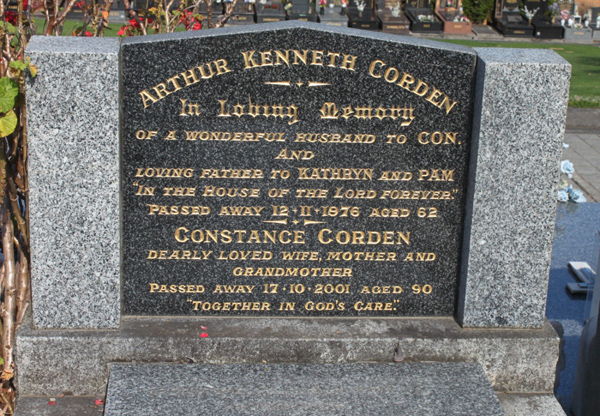 ARTHUR KENNETH CORDEN
In Loving Memory
OF A WONDERFUL HUSBAND TO CON.
AND
LOVING FATHER TO KATHRYN AND PAM
"IN THE HOUSE OF THE LORD FOREVER."
PASSED AWAY 12·11·1976 AGED 62
CONSTANCE CORDEN
DEARLY LOVED WIFE, MOTHER AND
GRANDMOTHER
PASSED AWAY 17·10·2001 AGED 90
"TOGETHER IN GOD'S CARE."